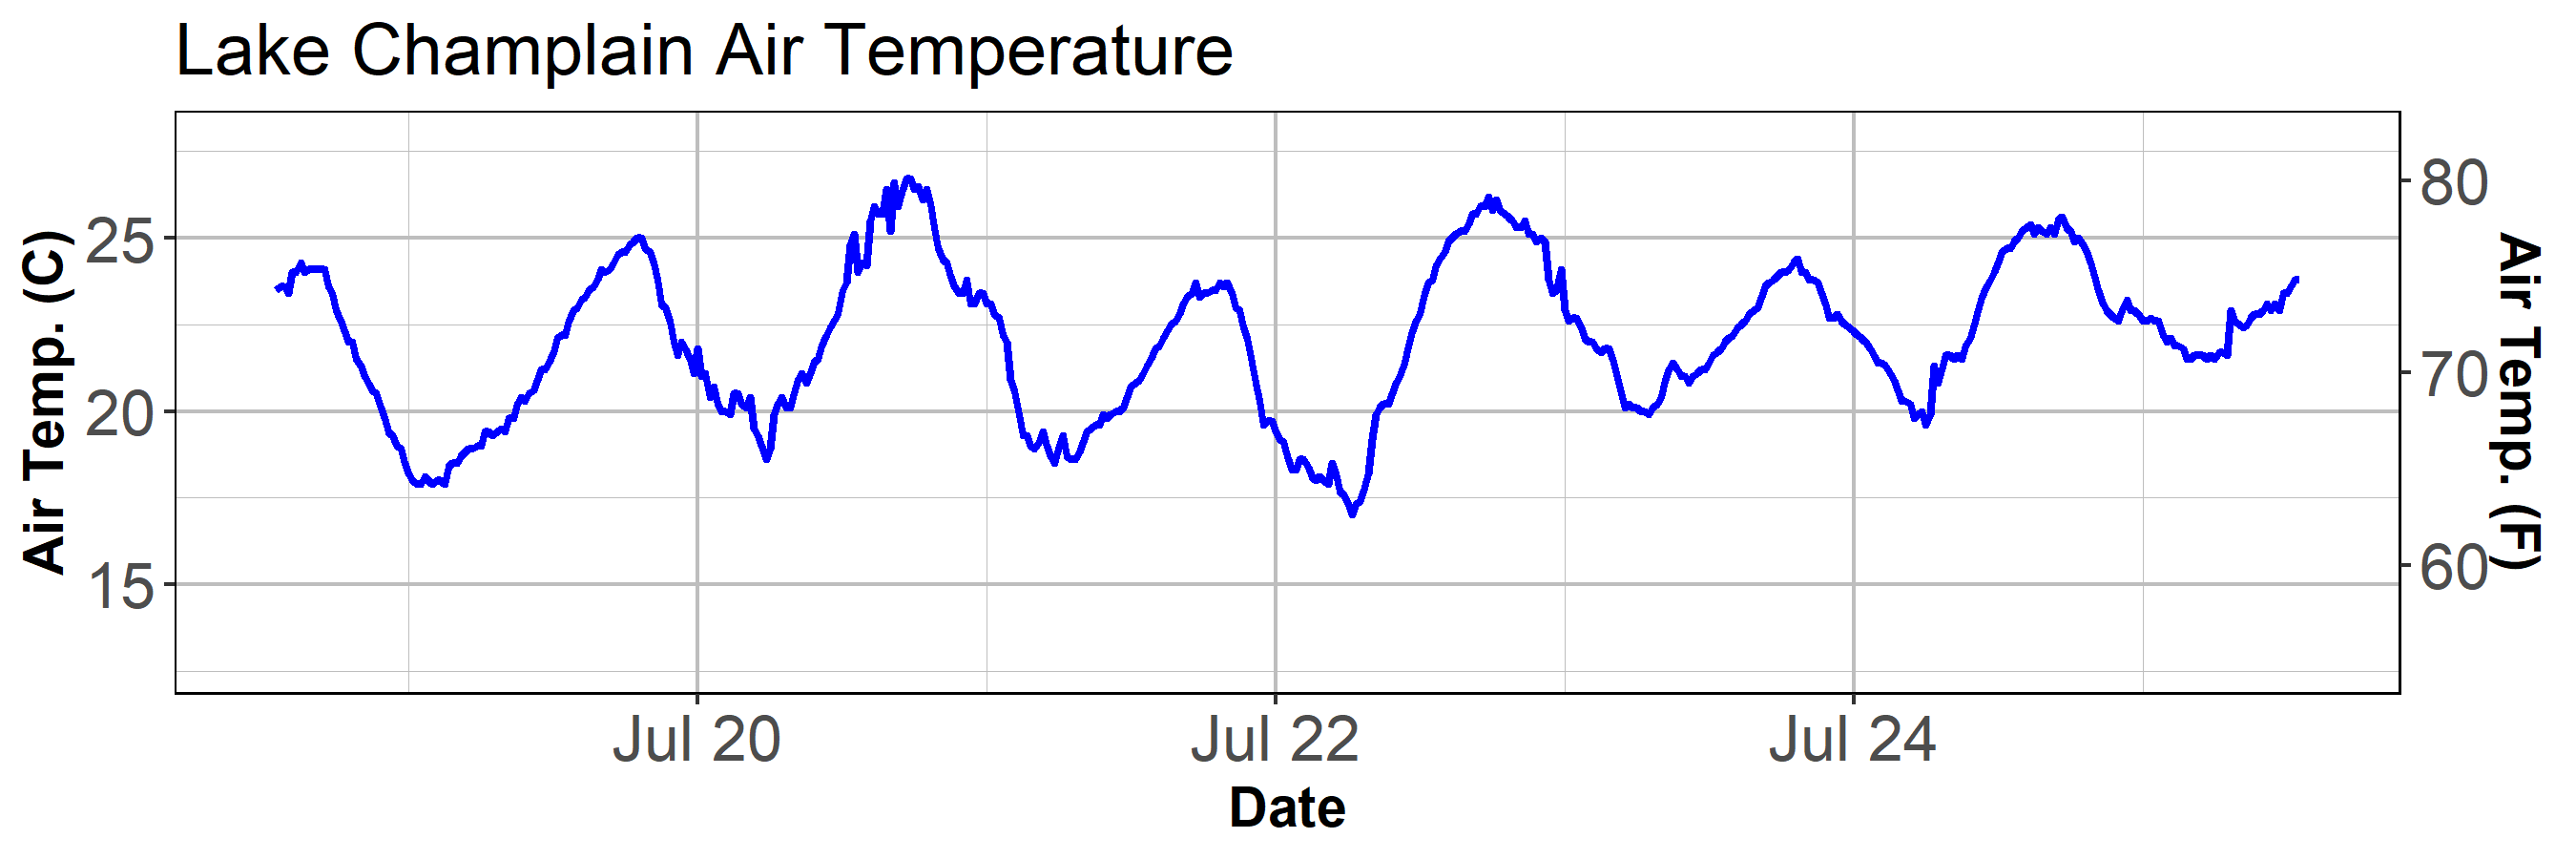 Lake Champlain Air Temperature
Air Temp. (C)
25
20
15
80
70
60
Air Temp. (F)
Jul 20
Jul 22
Jul 24
Date